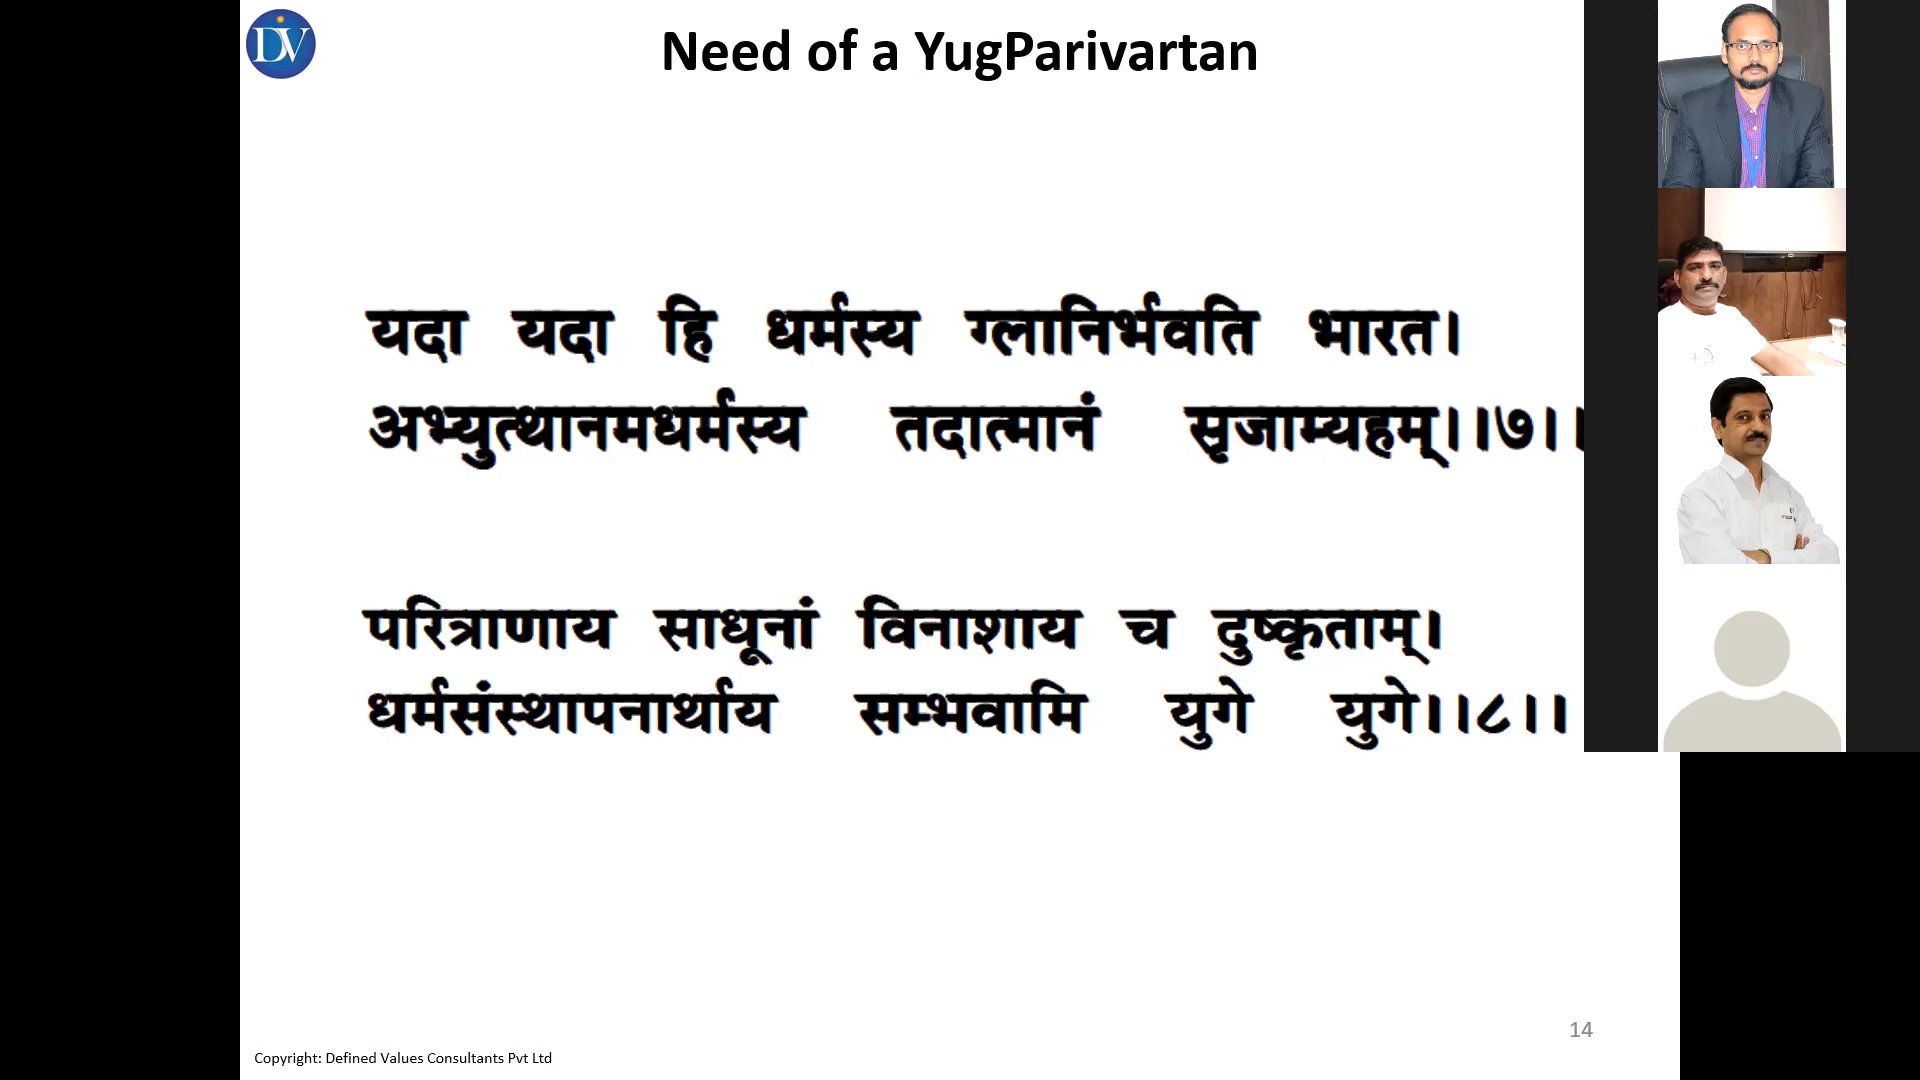 DV
Need of a YugParivartan
यदा यदा हि धर्मस्य ग्लानिर्भवति भारत।
अभ्युत्थानमधर्मस्य तदात्मानं सृजाम्यहम्।।७।।
परित्राणाय साधूनां विनाशाय च दुष्कृताम्।
धर्मसंस्थापनार्थाय सम्भवामि युगे युगे।।८।।
14
Copyright: Defined Values Consultants Pvt Ltd